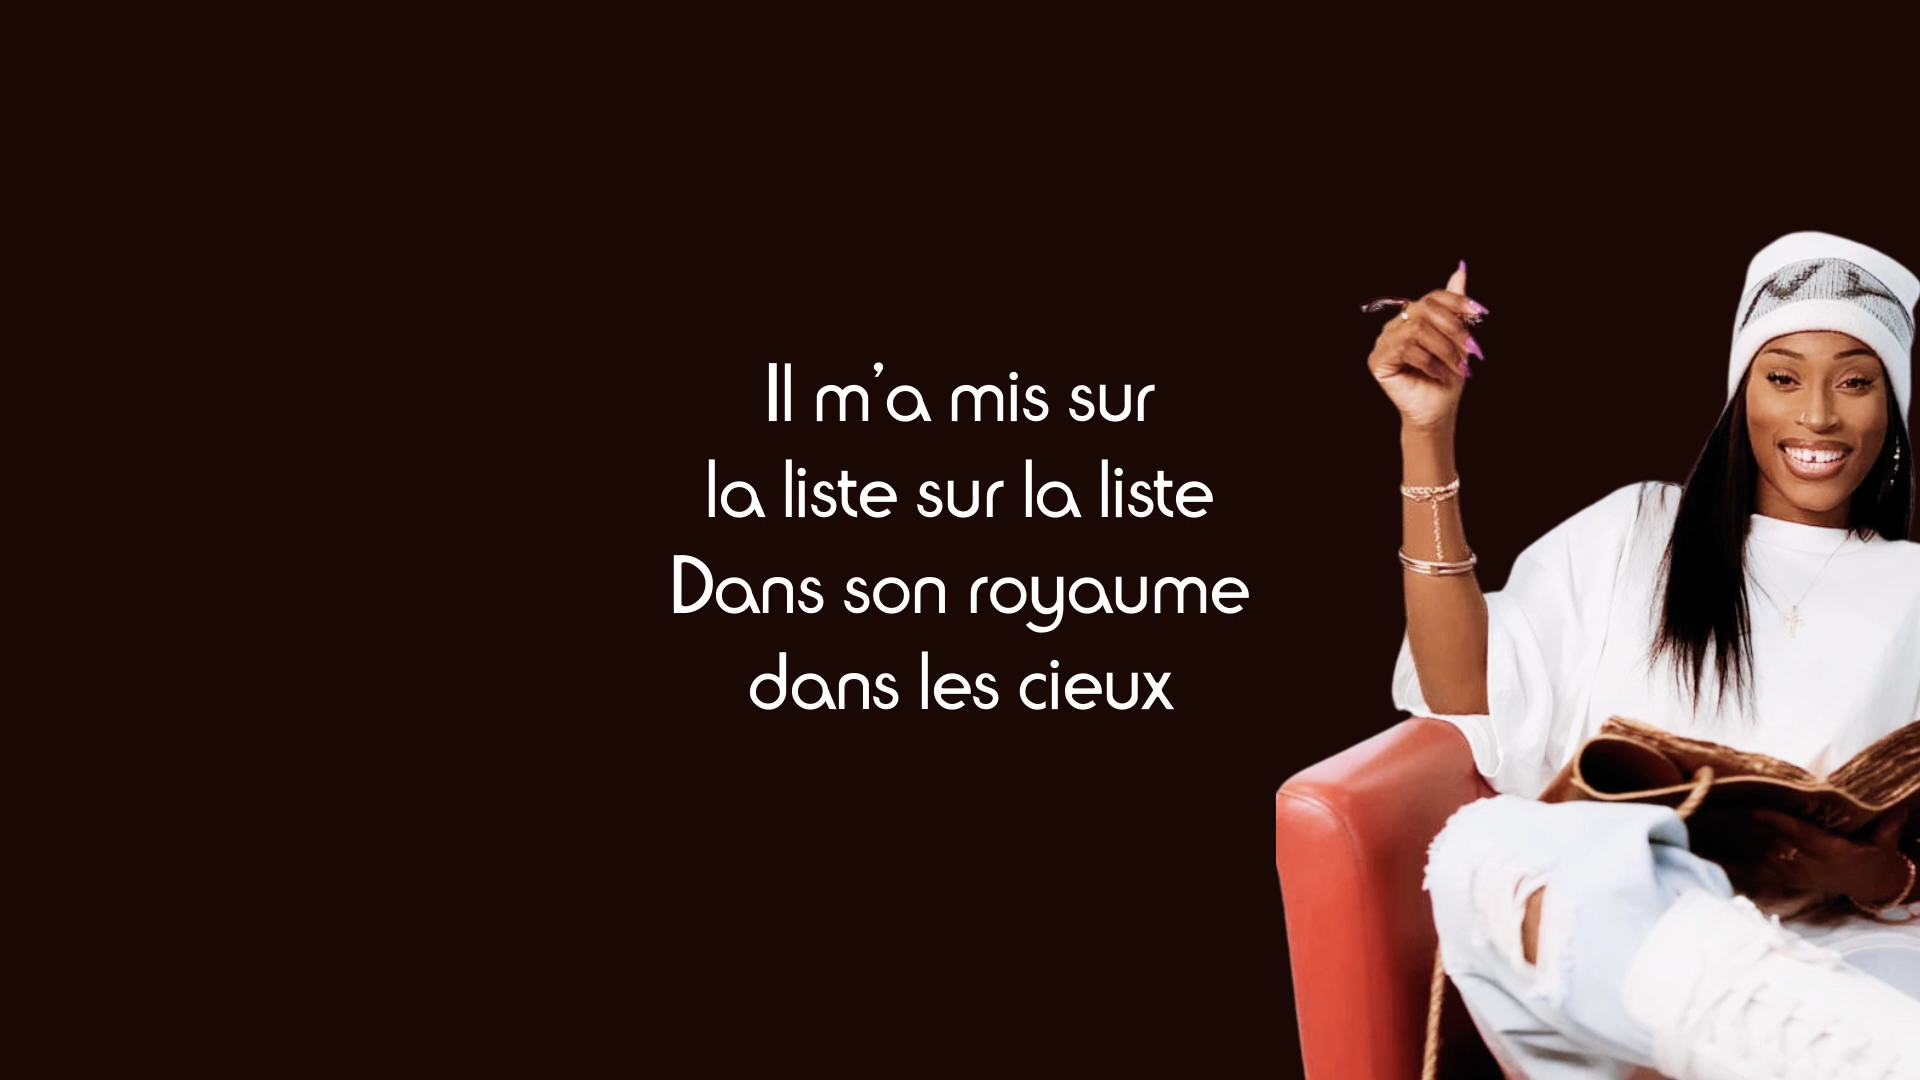 Il m’a mis sur
la liste sur la liste
Dans son royaume
dans les cieux